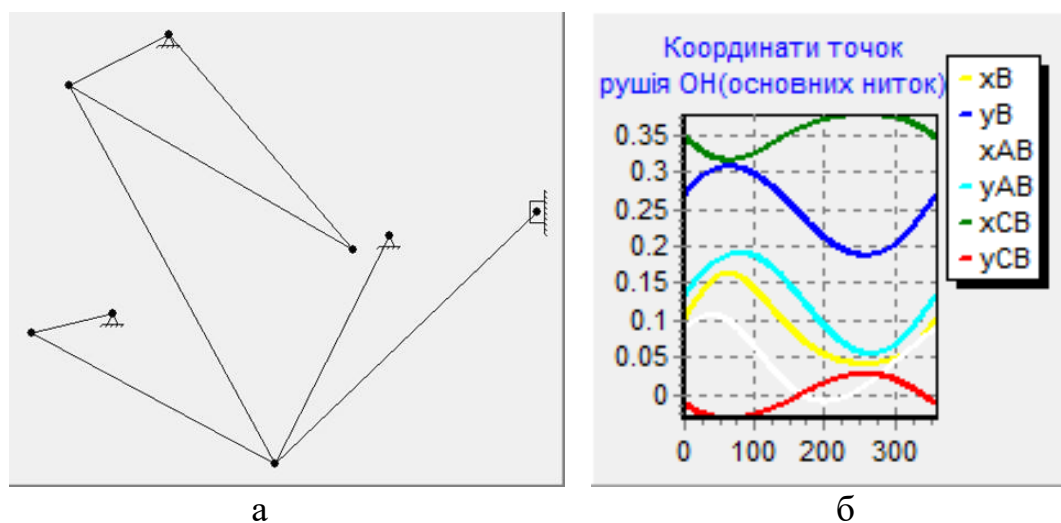 Координати точок
рушія ОН(основних ниток)
xB
yB
xAB
yAB
xCB
yCB
0.35
0.3
0.25
0.2
0.15
0.1
0.05
0
0 100 200 300
а
б